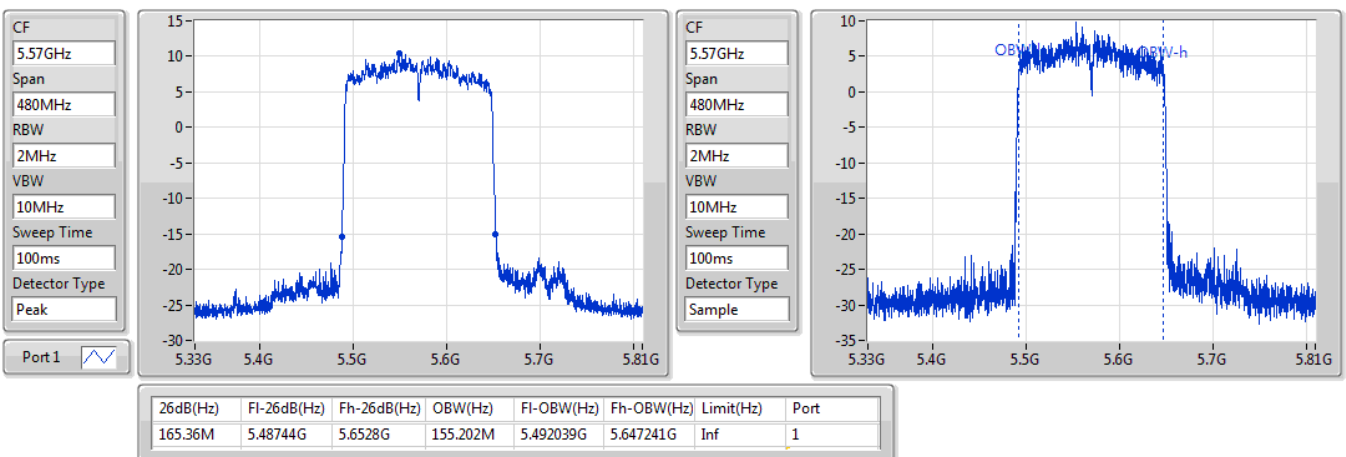 CF
5.57GHz
Span
480MHz
RBW
2MHz
VBW
10MHz
Sweep Time
100ms
Detector Type
Peak
Port 1
15
10
5
0
-5
-10
-15
-20
-25
-30
5.33G 5.4G 5.5G 5.6G 5.7G 5.81G
CF
5.57GHz
Span
480MHz
RBW
2MHz
VBW
10MHz
Sweep Time
100ms
Detector Type
Sample
10
5
0
-5
-10
-15
-20
-25
-30
-35
OBW-h
5.33G 5.4G 5.5G 5.6G 5.7G 5.81G
26dB(Hz) Fl-26dB(Hz) Fh-26dB(Hz) OBW(Hz) Fl-OBW(Hz) Fh-OBW(Hz) Limit(Hz) Port
165.36M 5.48744G 5.6528G 155.202M 5.492039G 5.647241G Inf 1